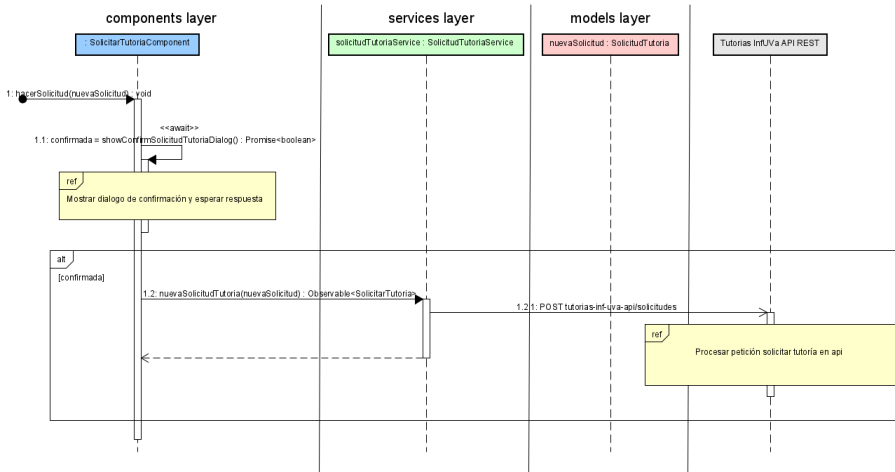 components layer
services layer
models layer
: SolicitarTutoriaComponent
solicitudTutoriaService : SolicitudTutoriaService
nuevaSolicitud : SolicitudTutoria
Tutorias InfUVa API REST
1: hacerSolicitud(nuevaSolicitud) : void
<<await>>
1.1: confirmada = showConfirmSolicitudTutoriaDialog() : Promise<boolean>
ref
Mostrar dialogo de confirmación y esperar respuesta
alt
[confirmada]
1.2: nuevaSolicitudTutoria(nuevaSolicitud) : Observable<SolicitarTutoria>
1.2.1: POST tutorias-inf-uva-api/solicitudes
ref
Procesar petición solicitar tutoría en api